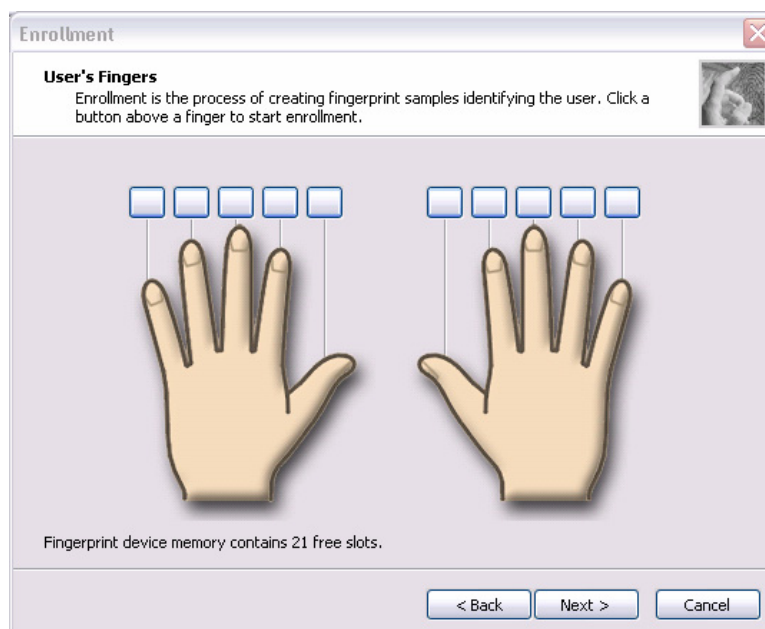 Enrollment
User's Fingers
Enrollment is the process of creating fingerprint samples identifying the user. Click a
button above a finger to start enrollment.
Fingerprint device memory contains 21 free slots.
< Back Next > Cancel